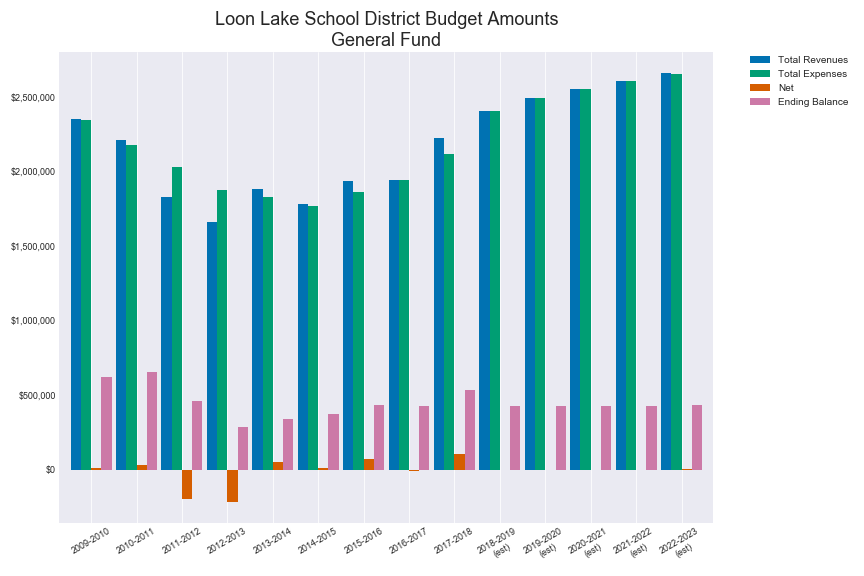 Loon Lake School District Budget Amounts
General Fund
Total Revenues
Total Expenses
Net
Ending Balance
$2,500,000
$2,000,000
$1,500,000
$1,000,000
$500,000
$0
2009-2010
2010-2011
2011-2012
2012-2013
2013-2014
2014-2015
2015-2016
2016-2017
2017-2018
2018-2019
(est)
2019-2020
(est)
2020-2021
(est)
2021-2022
(est)
2022-2023
(est)